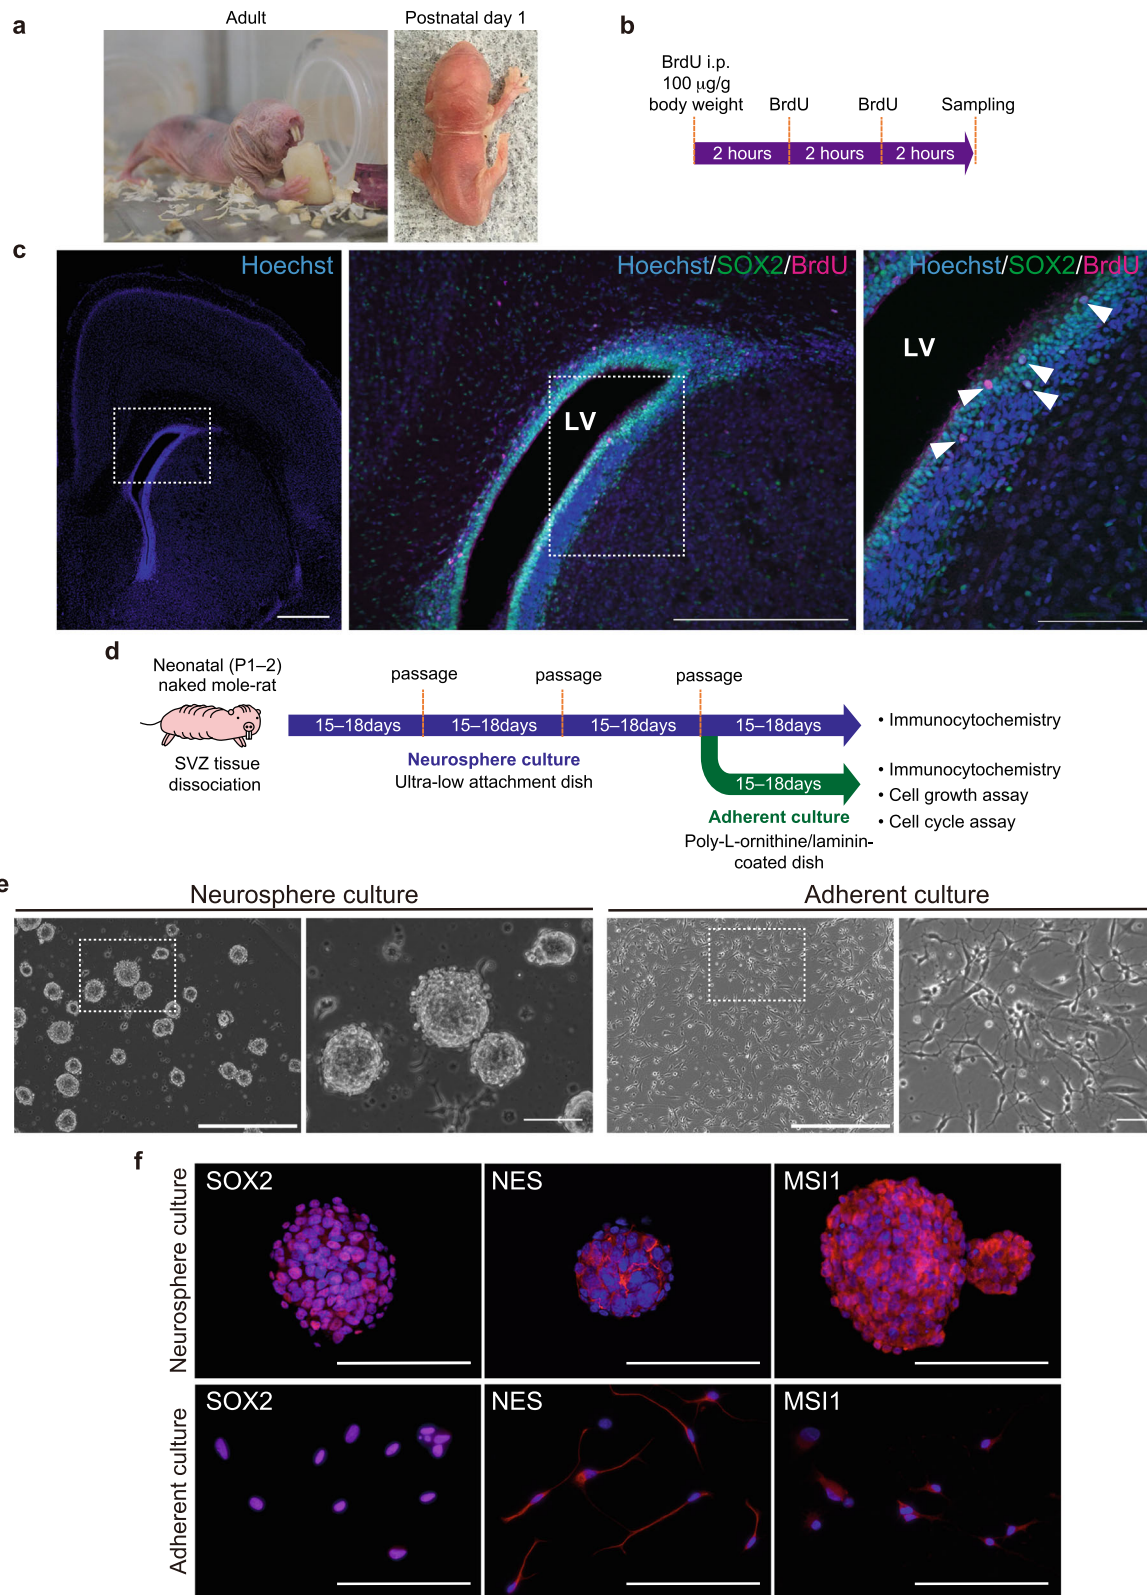 a
Adult
Postnatal day 1
b
BrdU i.p.
100 µg/g
body weight
BrdU
BrdU
Sampling
2 hours
2 hours
2 hours
c
Hoechst
Hoechst/SOX2/BrdU
LV
Hoechst/SOX2/BrdU
LV
d
Neonatal (P1–2)
naked mole-rat
SVZ tissue
dissociation
passage
passage
passage
15–18days
15–18days
15–18days
15–18days
Neurosphere culture
Ultra-low attachment dish
15–18days
Adherent culture
Poly-L-ornithine/laminin-
coated dish
• Immunocytochemistry
• Immunocytochemistry
• Cell growth assay
• Cell cycle assay
e
Neurosphere culture
Adherent culture
f
Neurosphere culture
SOX2
NES
MSI1
Adherent culture
SOX2
NES
MSI1